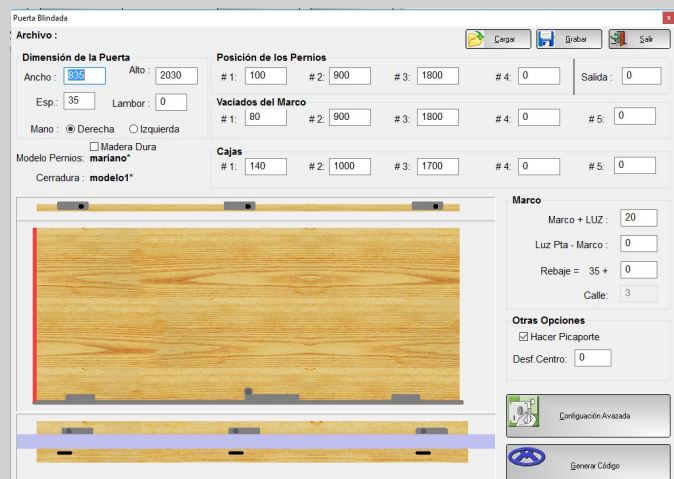 Puerta Blindada
x
Archivo :
Cargar
Grabar
Salir
Dimensión de la Puerta
Ancho : 835
Alto : 2030
Esp.: 35
Lambor : 0
Mano : Derecha Izquierda
Madera Dura
Modelo Pernios: mariano*
Cerradura : modelo1*
Posición de los Pernios
# 1: 100 # 2: 900 # 3: 1800 # 4: 0 Salida : 0
Vaciados del Marco
# 1: 80 # 2: 900 # 3: 1800 # 4: 0 # 5: 0
Cajas
# 1: 140 # 2: 1000 # 3: 1700 # 4: 0 # 5: 0
Marco
Marco + LUZ : 20
Luz Pta - Marco : 0
Rebaje = 35 + 0
Calle: 3
Otras Opciones
Hacer Picaporte
Desf.Centro: 0
Configuación Avazada
Generar Código